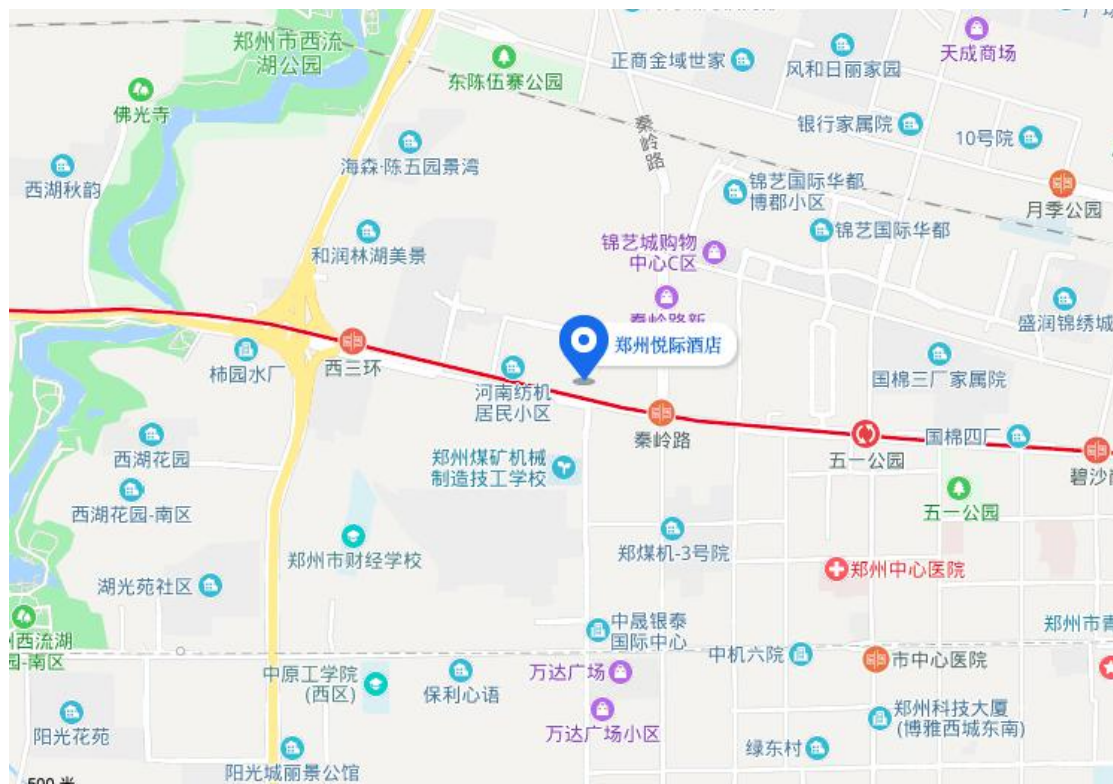 郑州市西流
湖公园
东陈伍寨公园
正商金域世家
风和日丽家园
天成商场
佛光寺
银行家属院
10号院
秦岭路
西湖秋韵
海森·陈五园景湾
锦艺国际华都
博郡小区
月季公园
和润林湖美景
锦艺城购物
中心C区
锦艺国际华都
秦岭路新
盛润锦绣城
郑州悦际酒店
柿园水厂
西三环
河南纺机
居民小区
国棉三厂家属院
秦岭路
五一公园
国棉四厂
碧沙
西湖花园
郑州煤矿机械
制造技工学校
西湖花园-南区
五一公园
郑州市财经学校
郑煤机-3号院
湖光苑社区
郑州中心医院
州西流湖
园-南区
中晟银泰
国际中心
郑州市青
中原工学院
(西区)
保利心语
万达广场
中机六院
市中心医院
阳光花苑
万达广场小区
郑州科技大厦
(博雅西城东南)
绿东村
阳光城丽景公馆
500 米